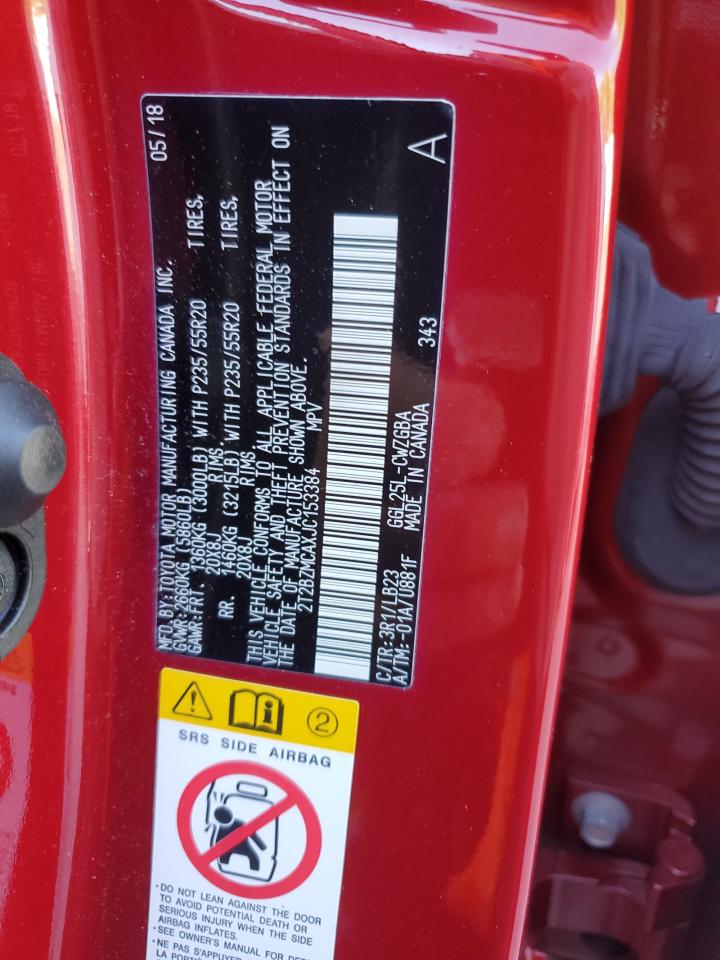 MFD.BY:TOYOTA MOTOR MANUFACTURING CANADA INC. 05/18
GVWR:2660KG (5860LB)
GAWR:FRT 1360KG (3000LB) WITH P235/55R20 TIRES,
20X8J RIMS,
RR. 1460KG (3215LB) WITH P235/55R20 TIRES,
20X8J RIMS,
THIS VEHICLE CONFORMS TO ALL APPLICABLE FEDERAL MOTOR
VEHICLE SAFETY AND THEFT PREVENTION STANDARDS IN EFFECT ON
THE DATE OF MANUFACTURE SHOWN ABOVE.
2T2BZMCAXJC153384 MPV
C/TR:3R1/LB23 GGL25L-CWZGBA 343 A
A/TM:-01A/U881F MADE IN CANADA
2
SRS SIDE AIRBAG
·DO NOT LEAN AGAINST THE DOOR
TO AVOID POTENTIAL DEATH OR
SERIOUS INJURY WHEN THE SIDE
AIRBAG INFLATES.
·SEE OWNER'S MANUAL FOR
·NE PAS S'APPUYER
LA